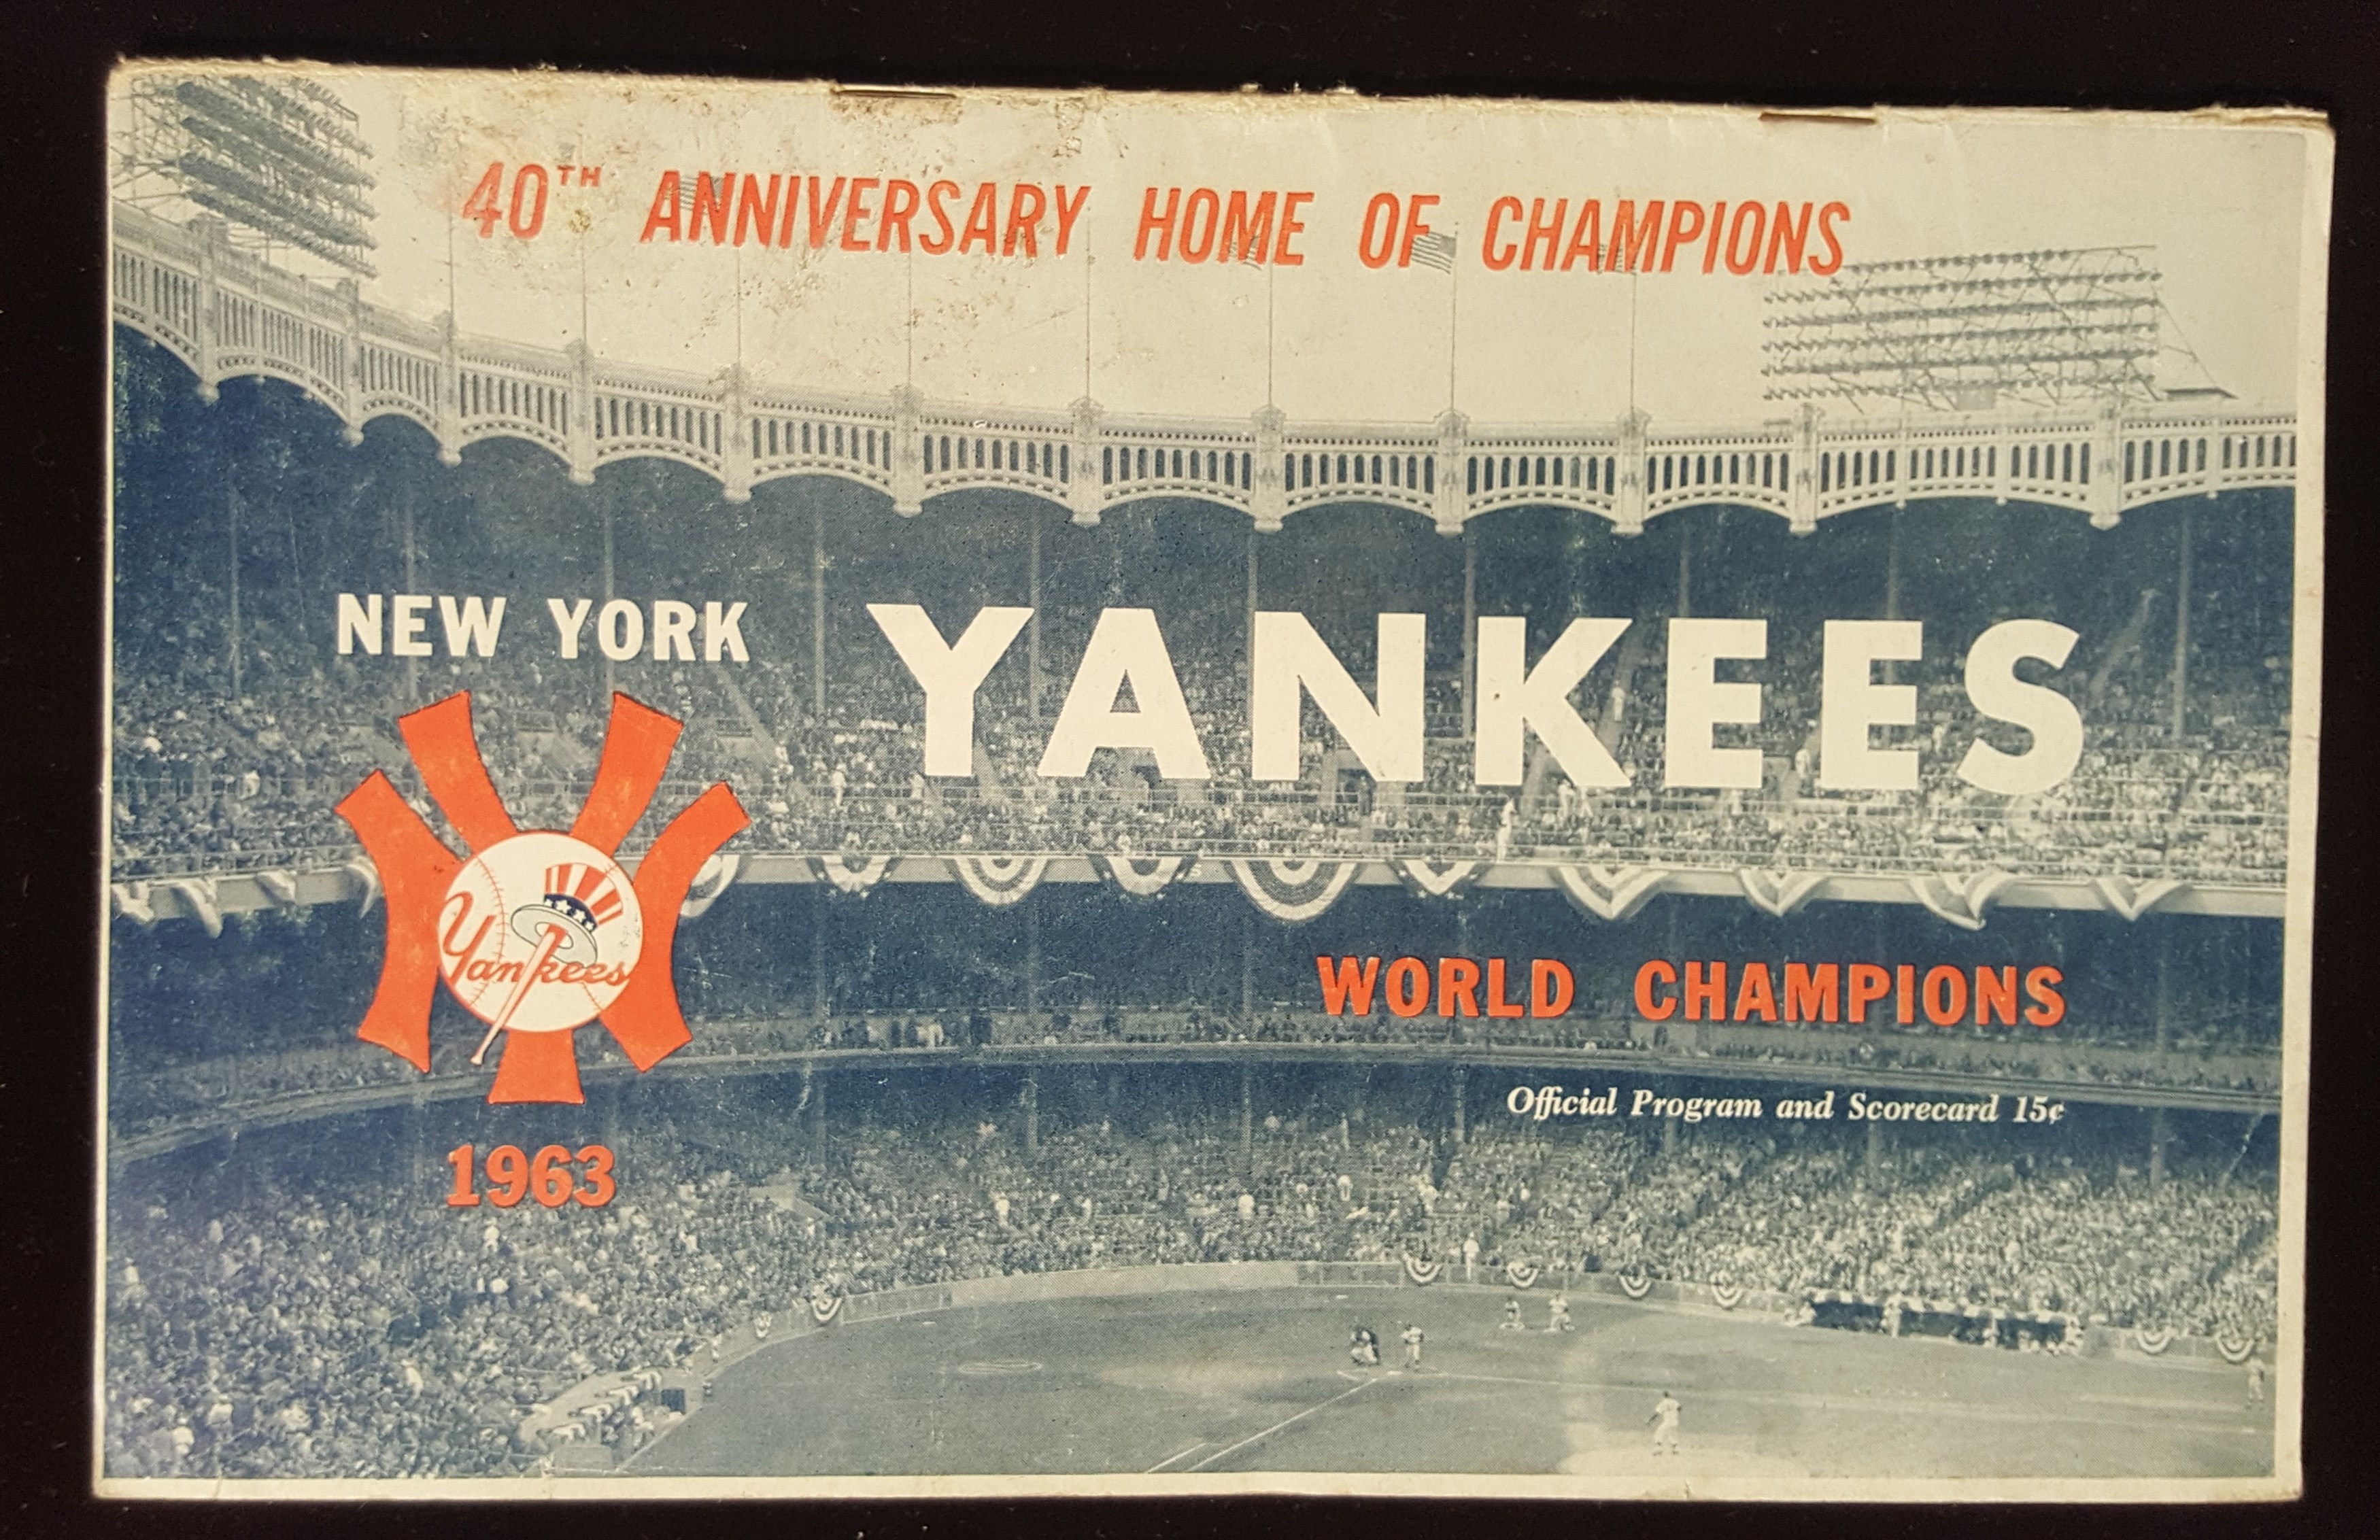 40TH ANNIVERSARY HOME OF CHAMPIONS
NEW YORK YANKEES
Yankees
WORLD CHAMPIONS
Official Program and Scorecard 15¢
1963